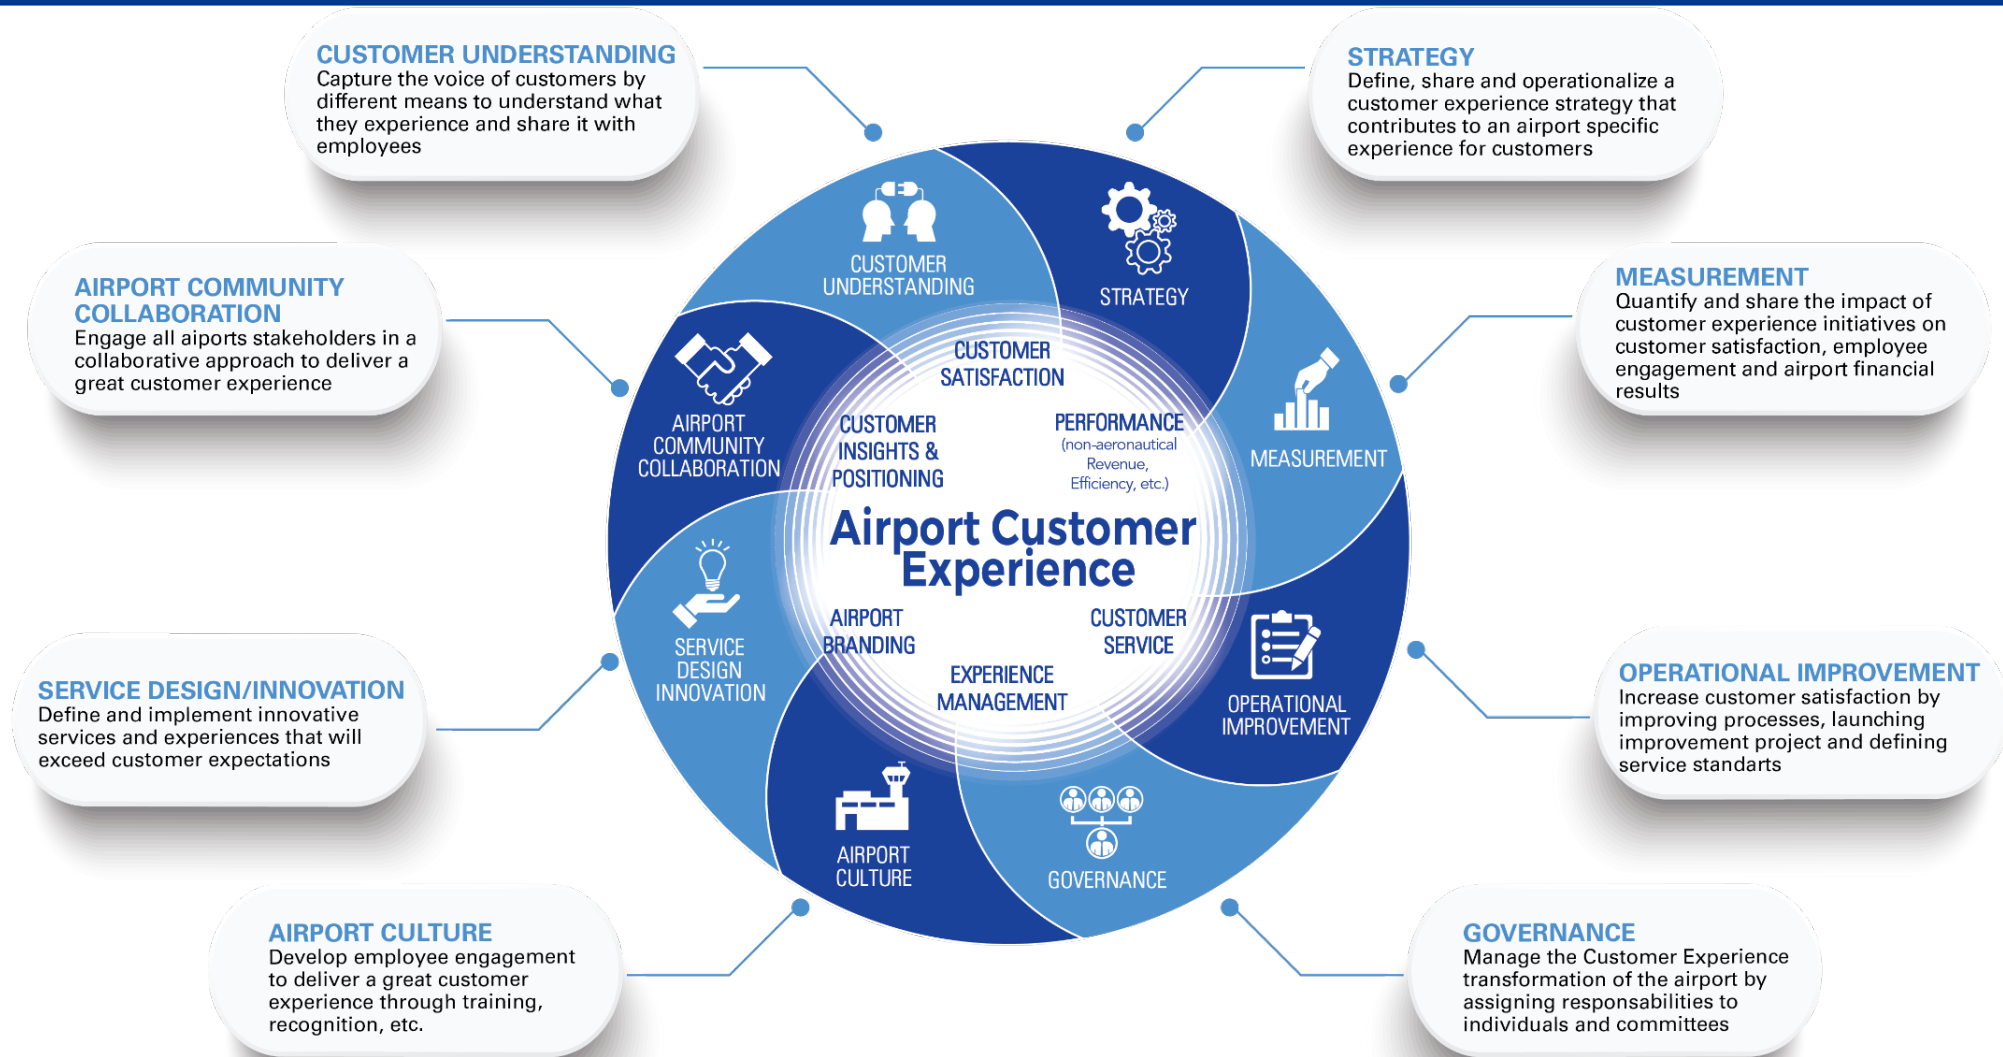 CUSTOMER UNDERSTANDING
Capture the voice of customers by
different means to understand what
they experience and share it with
employees
STRATEGY
Define, share and operationalize a
customer experience strategy that
contributes to an airport specific
experience for customers
AIRPORT COMMUNITY
COLLABORATION
Engage all aiports stakeholders in a
collaborative approach to deliver a
great customer experience
MEASUREMENT
Quantify and share the impact of
customer experience initiatives on
customer satisfaction, employee
engagement and airport financial
results
SERVICE DESIGN/INNOVATION
Define and implement innovative
services and experiences that will
exceed customer expectations
OPERATIONAL IMPROVEMENT
Increase customer satisfaction by
improving processes, launching
improvement project and defining
service standarts
AIRPORT CULTURE
Develop employee engagement
to deliver a great customer
experience through training,
recognition, etc.
GOVERNANCE
Manage the Customer Experience
transformation of the airport by
assigning responsabilities to
individuals and committees
CUSTOMER
UNDERSTANDING
STRATEGY
AIRPORT
COMMUNITY
COLLABORATION
MEASUREMENT
SERVICE
DESIGN
INNOVATION
OPERATIONAL
IMPROVEMENT
AIRPORT
CULTURE
GOVERNANCE
CUSTOMER
SATISFACTION
CUSTOMER
INSIGHTS &
POSITIONING
PERFORMANCE
(non-aeronautical
Revenue,
Efficiency, etc.)
Airport Customer
Experience
AIRPORT
BRANDING
CUSTOMER
SERVICE
EXPERIENCE
MANAGEMENT